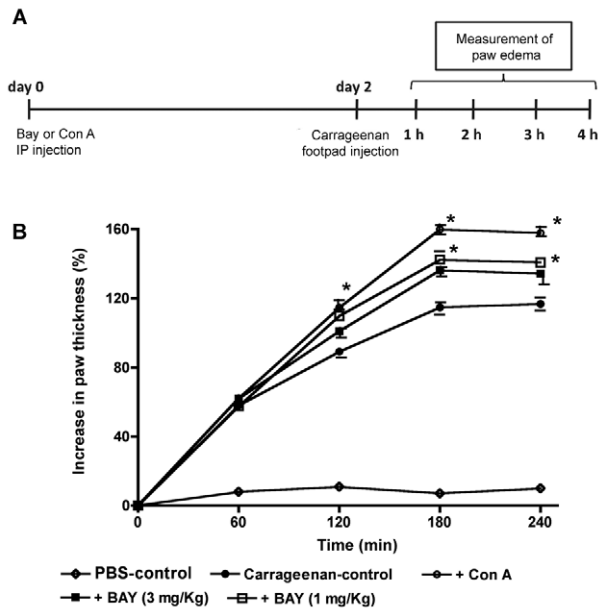 A
Measurement of
paw edema
day 0
day 2
Bay or Con A
IP injection
Carrageenan
footpad injection
1 h
2 h
3 h
4 h
B
Increase in paw thickness (%)
160
120
80
40
0
*
*
*
*
*
0
60
120
180
240
Time (min)
PBS-control
Carrageenan-control
+ Con A
+ BAY (3 mg/Kg)
+ BAY (1 mg/Kg)